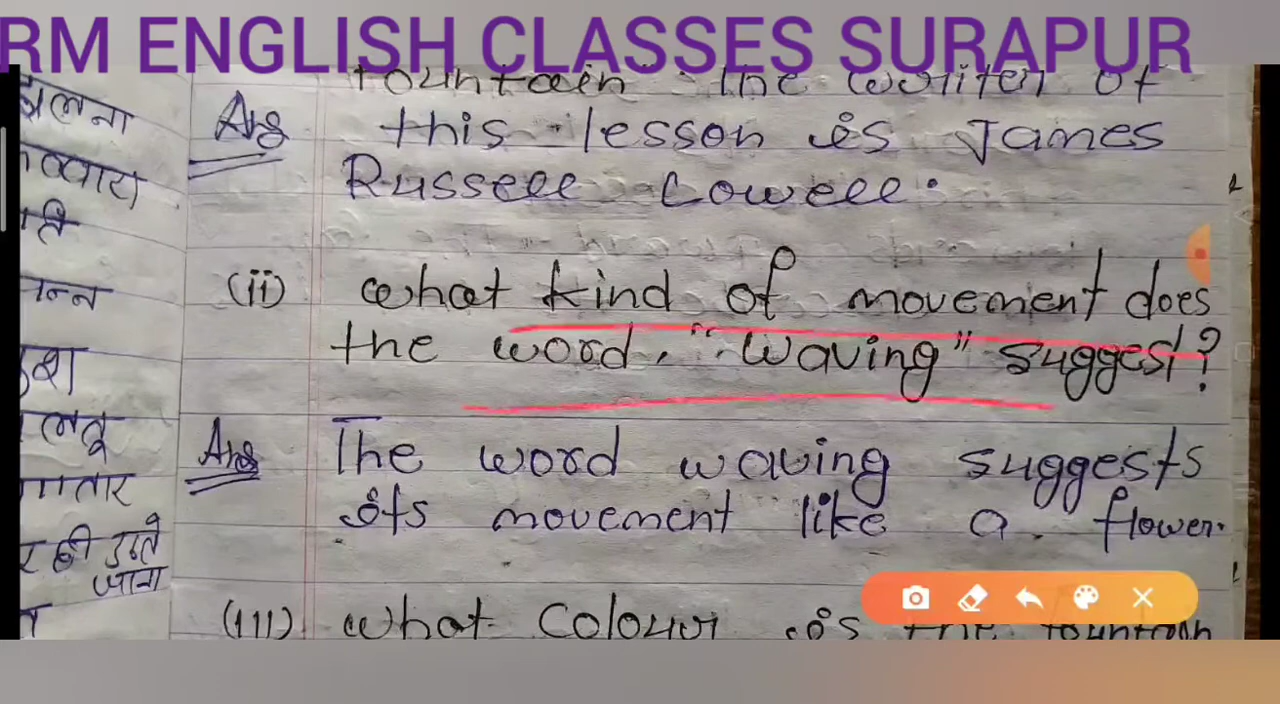 RM ENGLISH CLASSES SURAPUR
fountain" The writer of
Ans this lesson is James
Russell Lowell.
(ii) what kind of movement does
the word, "waving" suggest?
Ans The word waving suggests
its movement like a flower.
(iii) what colour is the fountain
तार
उगते
जाना